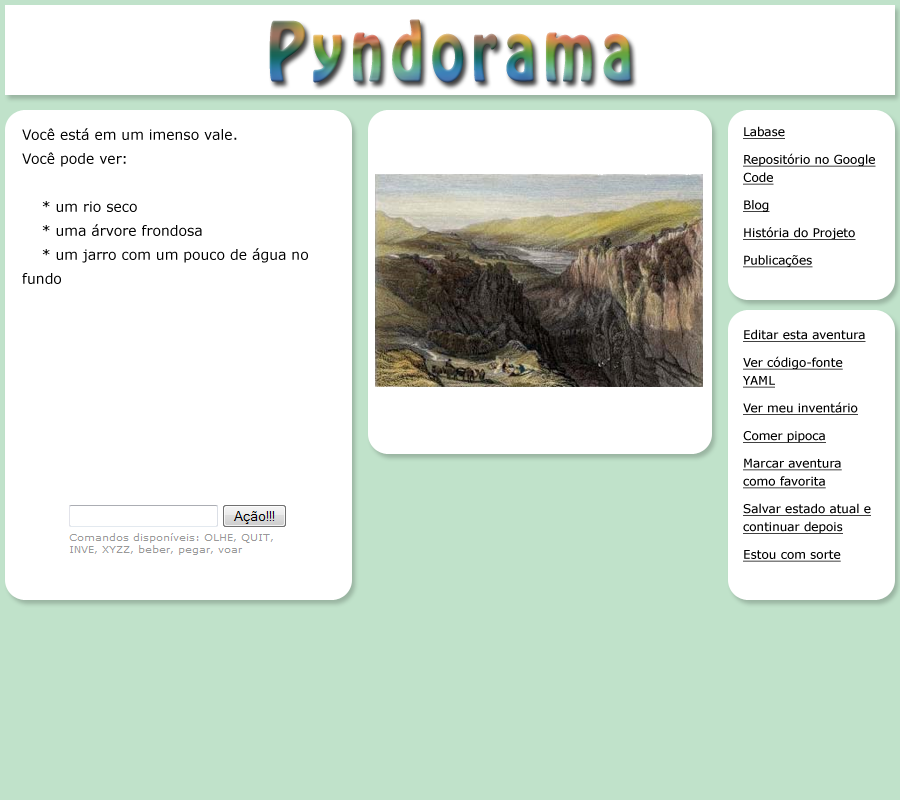 Pyndorama
Você está em um imenso vale.
Você pode ver:
* um rio seco
* uma árvore frondosa
* um jarro com um pouco de água no
fundo
Ação!!!
Comandos disponíveis: OLHE, QUIT,
INVE, XYZZ, beber, pegar, voar
Labase
Repositório no Google
Code
Blog
História do Projeto
Publicações
Editar esta aventura
Ver código-fonte
YAML
Ver meu inventário
Comer pipoca
Marcar aventura
como favorita
Salvar estado atual e
continuar depois
Estou com sorte